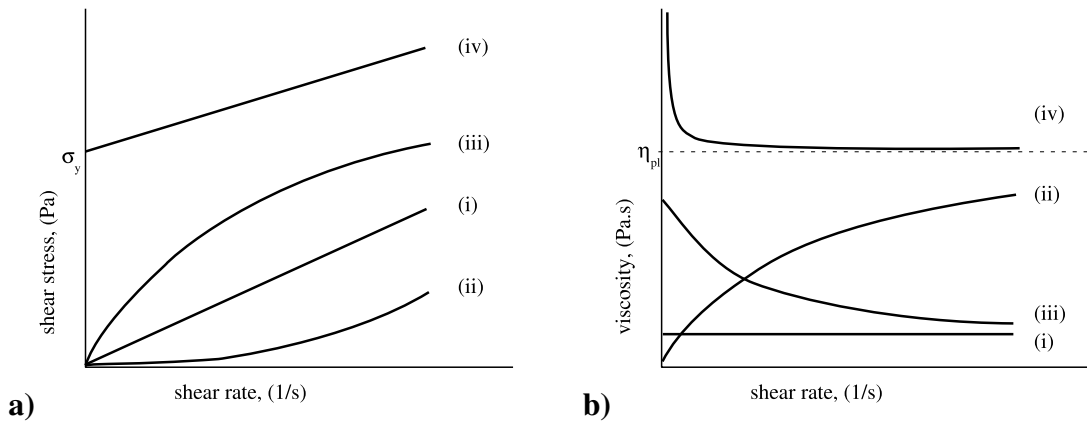 (iv)
(iii)
(i)
(ii)
σy
shear stress, (Pa)
shear rate, (1/s)
a)
(iv)
(ii)
(iii)
(i)
ηpl
viscosity, (Pa.s)
shear rate, (1/s)
b)